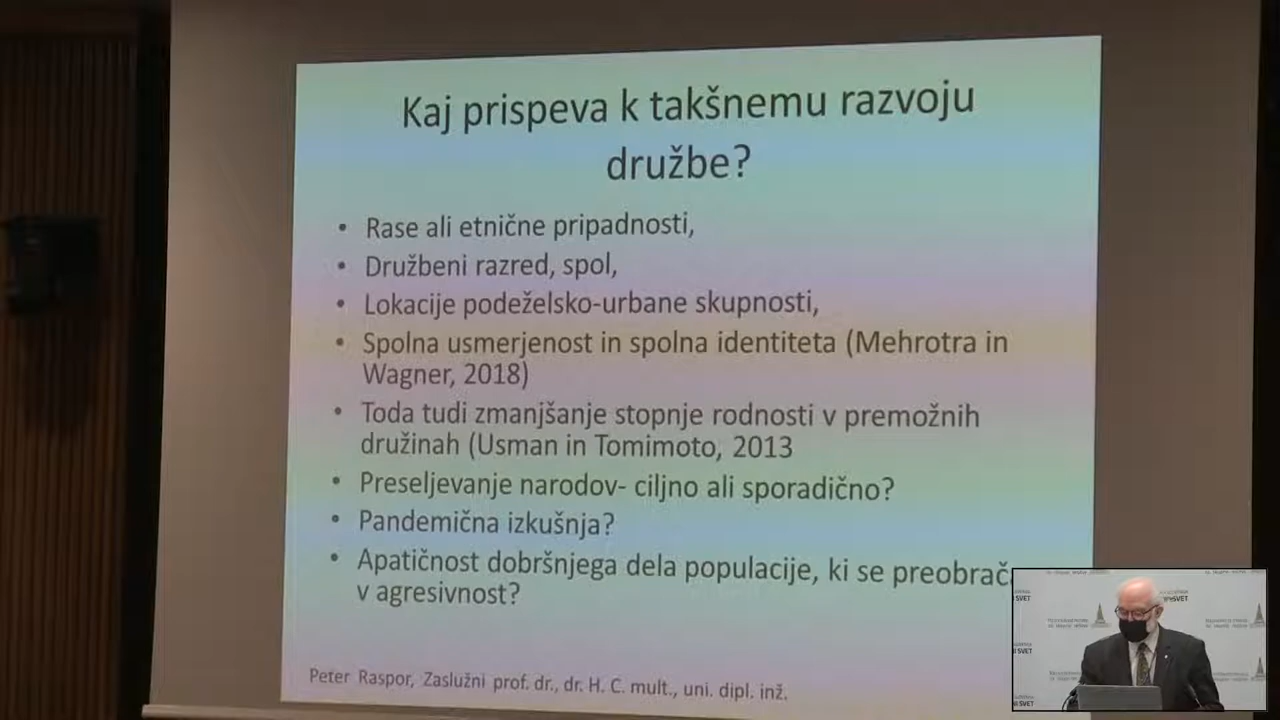 Kaj prispeva k takšnemu razvoju
družbe?
• Rase ali etnične pripadnosti,
• Družbeni razred, spol,
• Lokacije podeželsko-urbane skupnosti,
• Spolna usmerjenost in spolna identiteta (Mehrotra in
Wagner, 2018)
• Toda tudi zmanjšanje stopnje rodnosti v premožnih
družinah (Usman in Tomimoto, 2013
• Preseljevanje narodov- ciljno ali sporadično?
• Pandemična izkušnja?
• Apatičnost dobršnjega dela populacije, ki se preobrača
v agresivnost?
Peter Raspor, Zaslužni prof. dr., dr. H. C. mult., uni. dipl. inž.
SVET
SVET